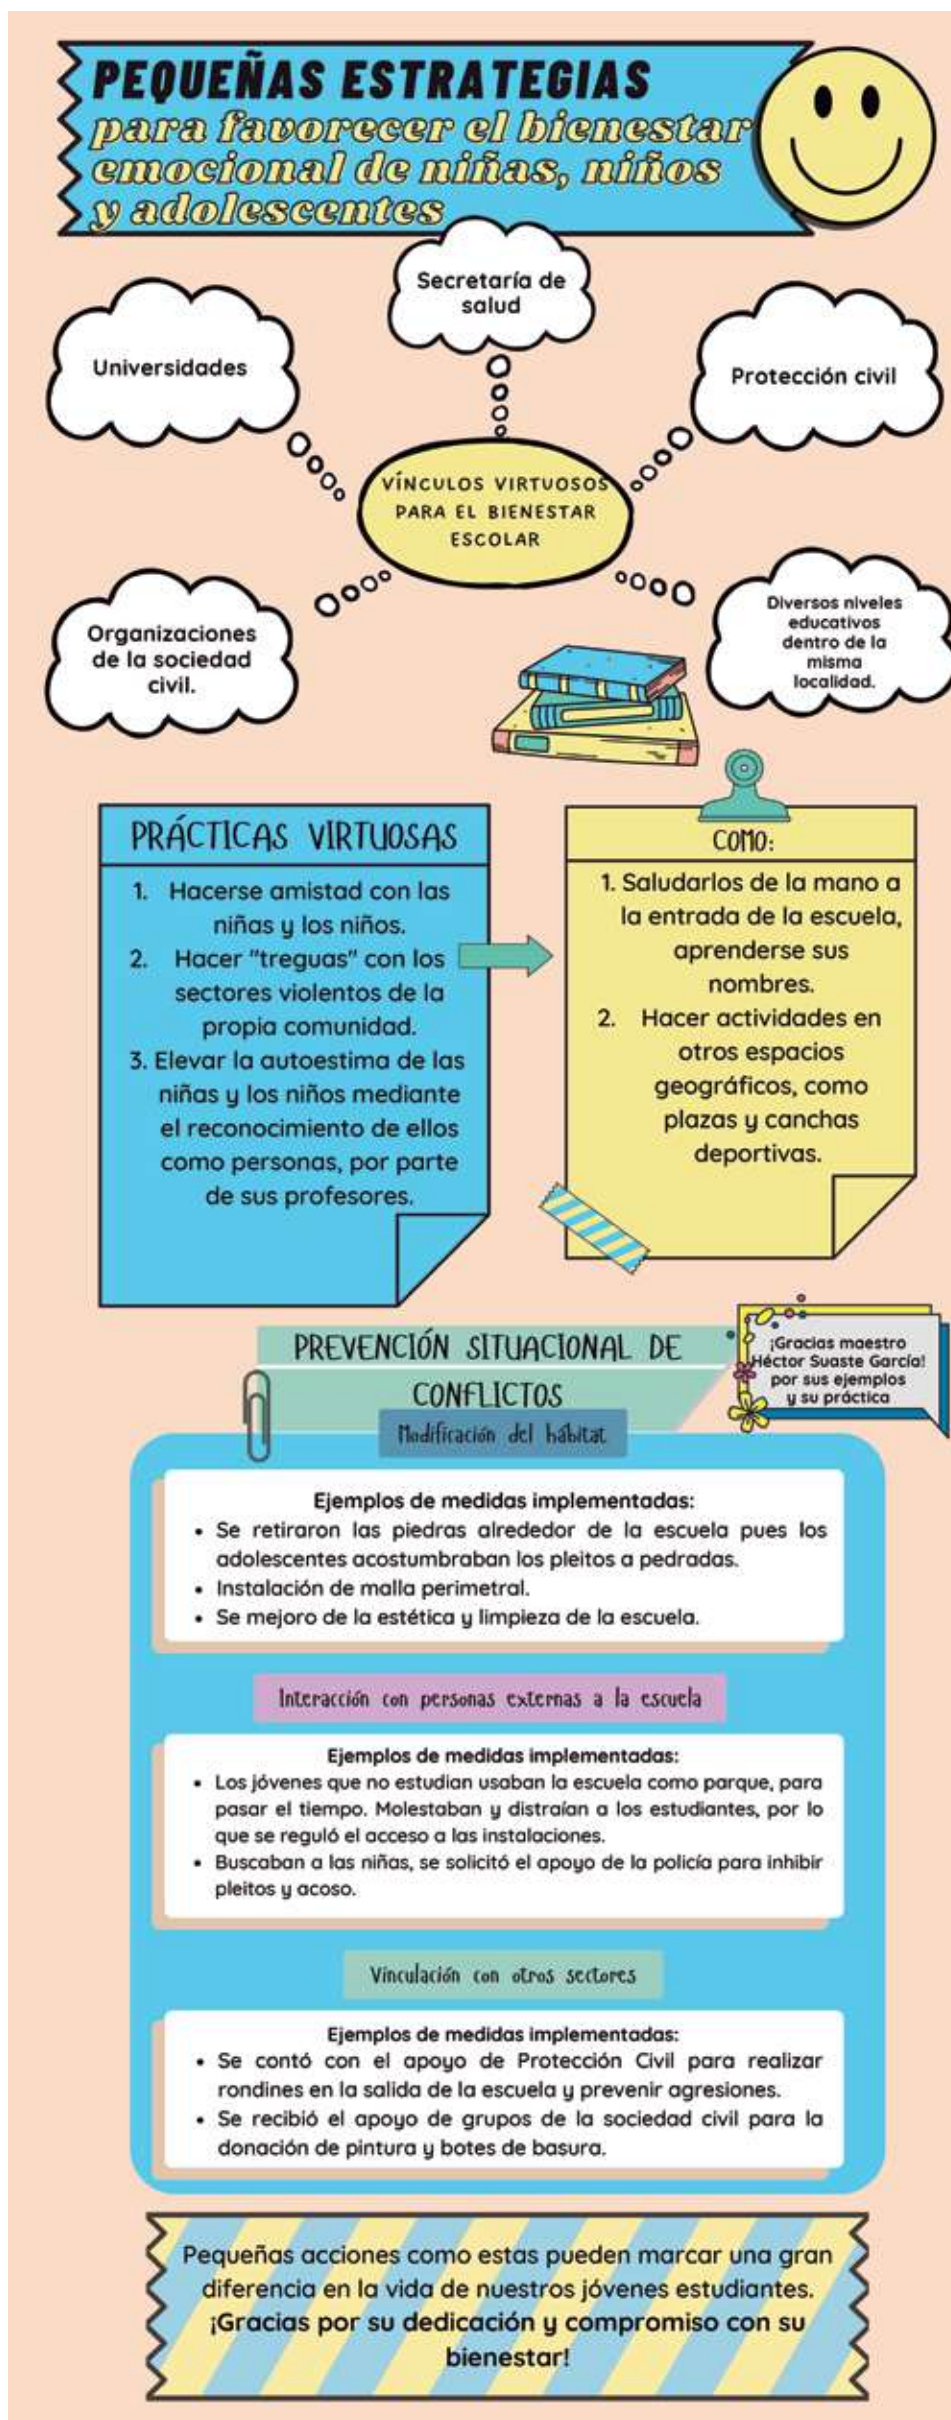 PEQUEÑAS ESTRATEGIAS
para favorecer el bienestar
emocional de niñas, niños
y adolescentes
Secretaría de
salud
Universidades
Protección civil
VÍNCULOS VIRTUOSOS
PARA EL BIENESTAR
ESCOLAR
Organizaciones
de la sociedad
civil.
Diversos niveles
educativos
dentro de la
misma
localidad.
PRÁCTICAS VIRTUOSAS
1. Hacerse amistad con las
niñas y los niños.
2. Hacer "treguas" con los
sectores violentos de la
propia comunidad.
3. Elevar la autoestima de las
niñas y los niños mediante
el reconocimiento de ellos
como personas, por parte
de sus profesores.
COMO:
1. Saludarlos de la mano a
la entrada de la escuela,
aprenderse sus
nombres.
2. Hacer actividades en
otros espacios
geográficos, como
plazas y canchas
deportivas.
PREVENCIÓN SITUACIONAL DE
CONFLICTOS
¡Gracias maestro
Héctor Suaste García!
por sus ejemplos
y su práctica
Modificación del hábitat
Ejemplos de medidas implementadas:
• Se retiraron las piedras alrededor de la escuela pues los
adolescentes acostumbraban los pleitos a pedradas.
• Instalación de malla perimetral.
• Se mejoro de la estética y limpieza de la escuela.
Interacción con personas externas a la escuela
Ejemplos de medidas implementadas:
• Los jóvenes que no estudian usaban la escuela como parque, para
pasar el tiempo. Molestaban y distraían a los estudiantes, por lo
que se reguló el acceso a las instalaciones.
• Buscaban a las niñas, se solicitó el apoyo de la policía para inhibir
pleitos y acoso.
Vinculación con otros sectores
Ejemplos de medidas implementadas:
• Se contó con el apoyo de Protección Civil para realizar
rondines en la salida de la escuela y prevenir agresiones.
• Se recibió el apoyo de grupos de la sociedad civil para la
donación de pintura y botes de basura.
Pequeñas acciones como estas pueden marcar una gran
diferencia en la vida de nuestros jóvenes estudiantes.
¡Gracias por su dedicación y compromiso con su
bienestar!